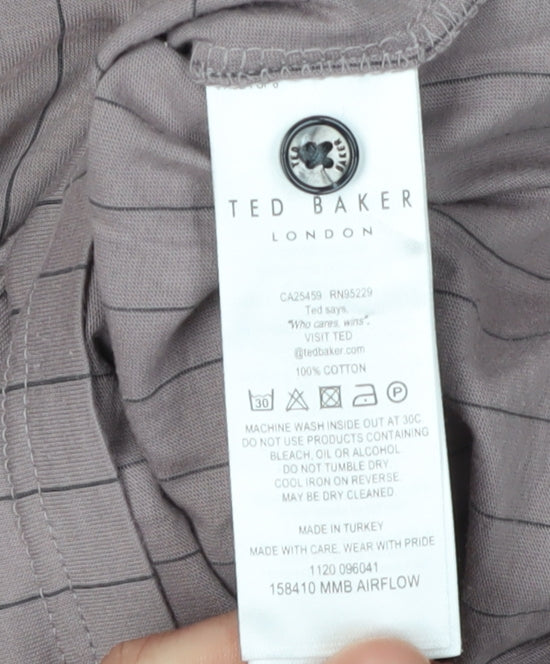 TED BAKER
TED BAKER
LONDON
CA25459 RN95229
Ted says,
"Who cares, wins".
VISIT TED
@tedbaker.com
100% COTTON
30 P
MACHINE WASH INSIDE OUT AT 30C
DO NOT USE PRODUCTS CONTAINING
BLEACH, OIL OR ALCOHOL.
DO NOT TUMBLE DRY
COOL IRON ON REVERSE.
MAY BE DRY CLEANED.
MADE IN TURKEY
MADE WITH CARE, WEAR WITH PRIDE
1120 096041
158410 MMB AIRFLOW